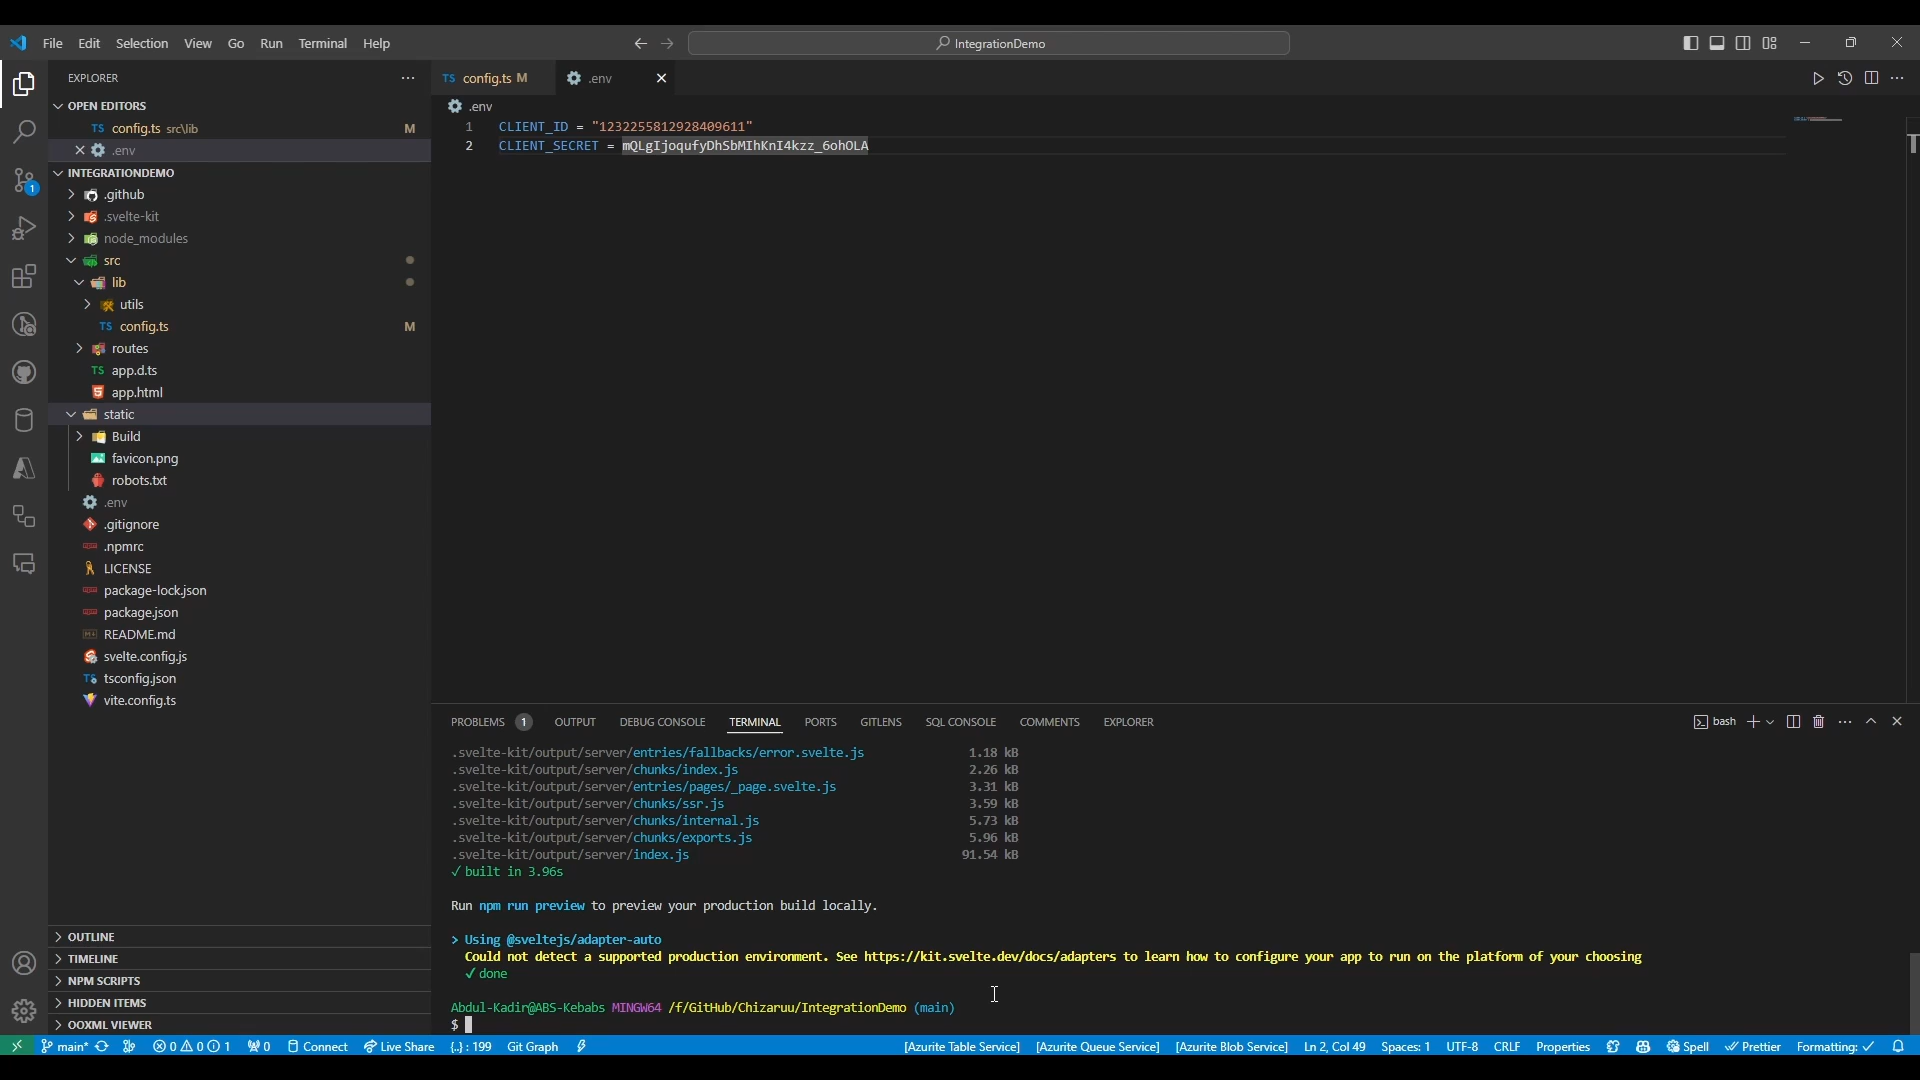 File Edit Selection View Go Run Terminal Help
IntegrationDemo
EXPLORER
OPEN EDITORS
TS config.ts src\lib M
.env
INTEGRATIONDEMO
.github
.svelte-kit
node_modules
src
lib
utils
TS config.ts M
routes
TS app.d.ts
app.html
static
Build
favicon.png
robots.txt
.env
.gitignore
.npmrc
LICENSE
package-lock.json
package.json
README.md
svelte.config.js
tsconfig.json
vite.config.ts
OUTLINE
TIMELINE
NPM SCRIPTS
HIDDEN ITEMS
OOXML VIEWER
1
TS config.ts M .env
.env
1 CLIENT_ID = "1232255812928409611"
2 CLIENT_SECRET = mQLgIjoqufyDhSbMIhKnI4kzz_6ohOLA
PROBLEMS 1 OUTPUT DEBUG CONSOLE TERMINAL PORTS GITLENS SQL CONSOLE COMMENTS EXPLORER
bash
.svelte-kit/output/server/entries/fallbacks/error.svelte.js 1.18 kB
.svelte-kit/output/server/chunks/index.js 2.26 kB
.svelte-kit/output/server/entries/pages/_page.svelte.js 3.31 kB
.svelte-kit/output/server/chunks/ssr.js 3.59 kB
.svelte-kit/output/server/chunks/internal.js 5.73 kB
.svelte-kit/output/server/chunks/exports.js 5.96 kB
.svelte-kit/output/server/index.js 91.54 kB
✓ built in 3.96s
Run npm run preview to preview your production build locally.
> Using @sveltejs/adapter-auto
Could not detect a supported production environment. See https://kit.svelte.dev/docs/adapters to learn how to configure your app to run on the platform of your choosing
✓ done
Abdul-Kadir@ABS-Kebabs MINGW64 /f/GitHub/Chizaruu/IntegrationDemo (main)
$
main* 0 0 1 0 Connect Live Share {..} : 199 Git Graph [Azurite Table Service] [Azurite Queue Service] [Azurite Blob Service] Ln 2, Col 49 Spaces: 1 UTF-8 CRLF Properties Spell Prettier Formatting: ✓